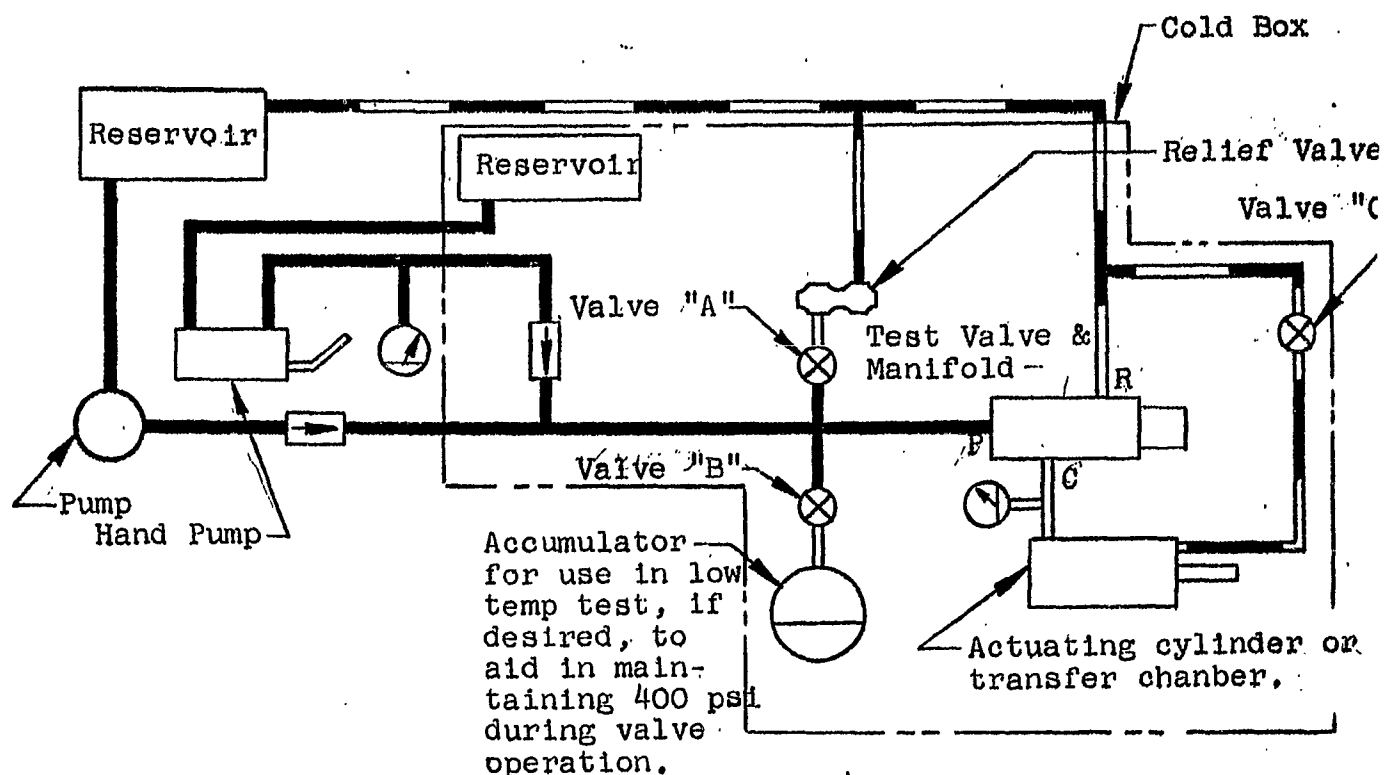 Cold Box
Reservoir
Reservoir
Relief Valve
Valve "C
Valve "A"
Test Valve &
Manifold-
R
P
C
Valve "B"
Pump
Hand Pump
Accumulator
for use in low
temp test, if
desired, to
aid in main-
taining 400 psi
during valve
operation.
Actuating cylinder or
transfer chanber.